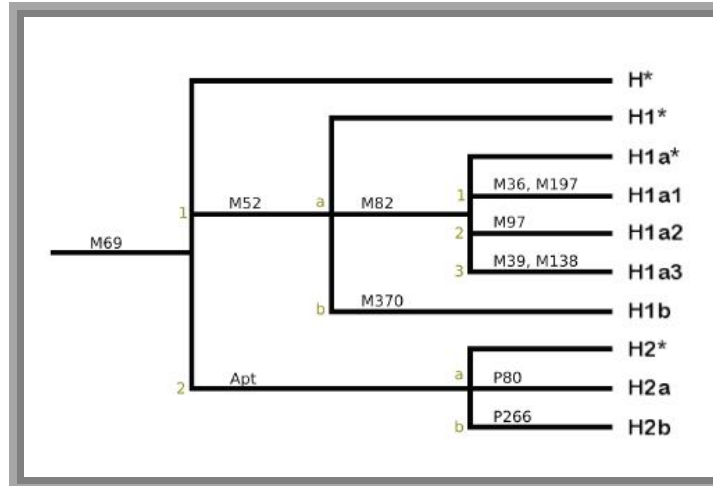 H*
H1*
H1a*
M36, M197
1
H1a1
M52
a
M82
1
M97
2
H1a2
M69
M39, M138
3
H1a3
M370
b
H1b
H2*
Apt
a
P80
2
H2a
P266
b
H2b